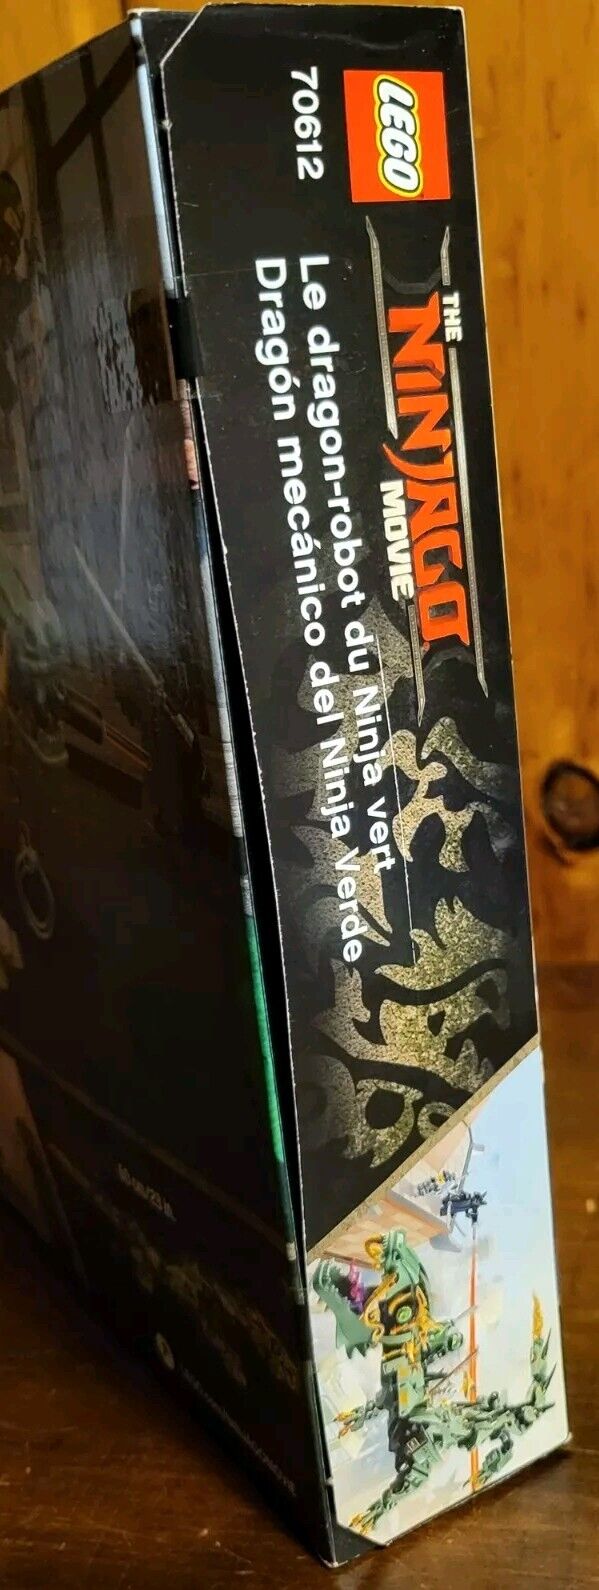 LEGO
THE
NINJAGO
MOVIE
70612
Le dragon-robot du Ninja vert
Dragón mecánico del Ninja Verde